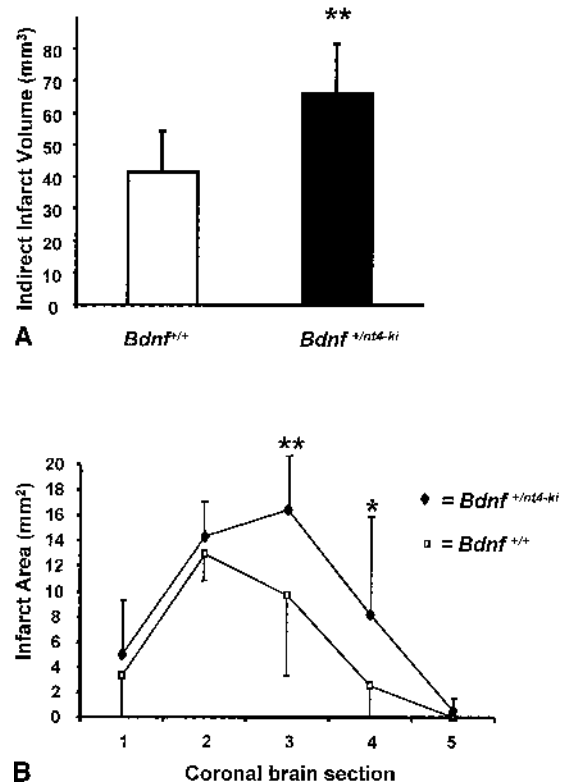 Indirect Infarct Volume (mm³)
80
70
60
50
40
30
20
10
0
**
Bdnf+/+
Bdnf +/nt4-ki
A
Infarct Area (mm²)
20
18
16
14
12
10
8
6
4
2
0
**
*
♦ = Bdnf +/nt4-ki
□ = Bdnf +/+
1 2 3 4 5
B Coronal brain section